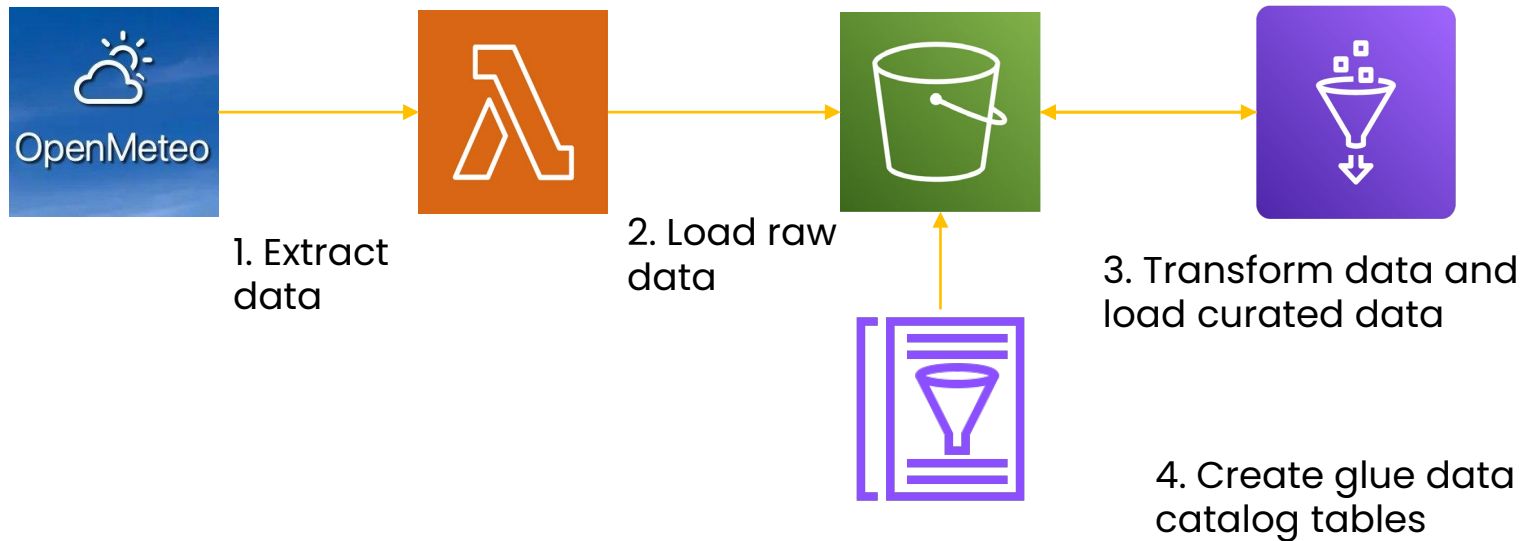 OpenMeteo
1. Extract
data
2. Load raw
data
3. Transform data and
load curated data
4. Create glue data
catalog tables